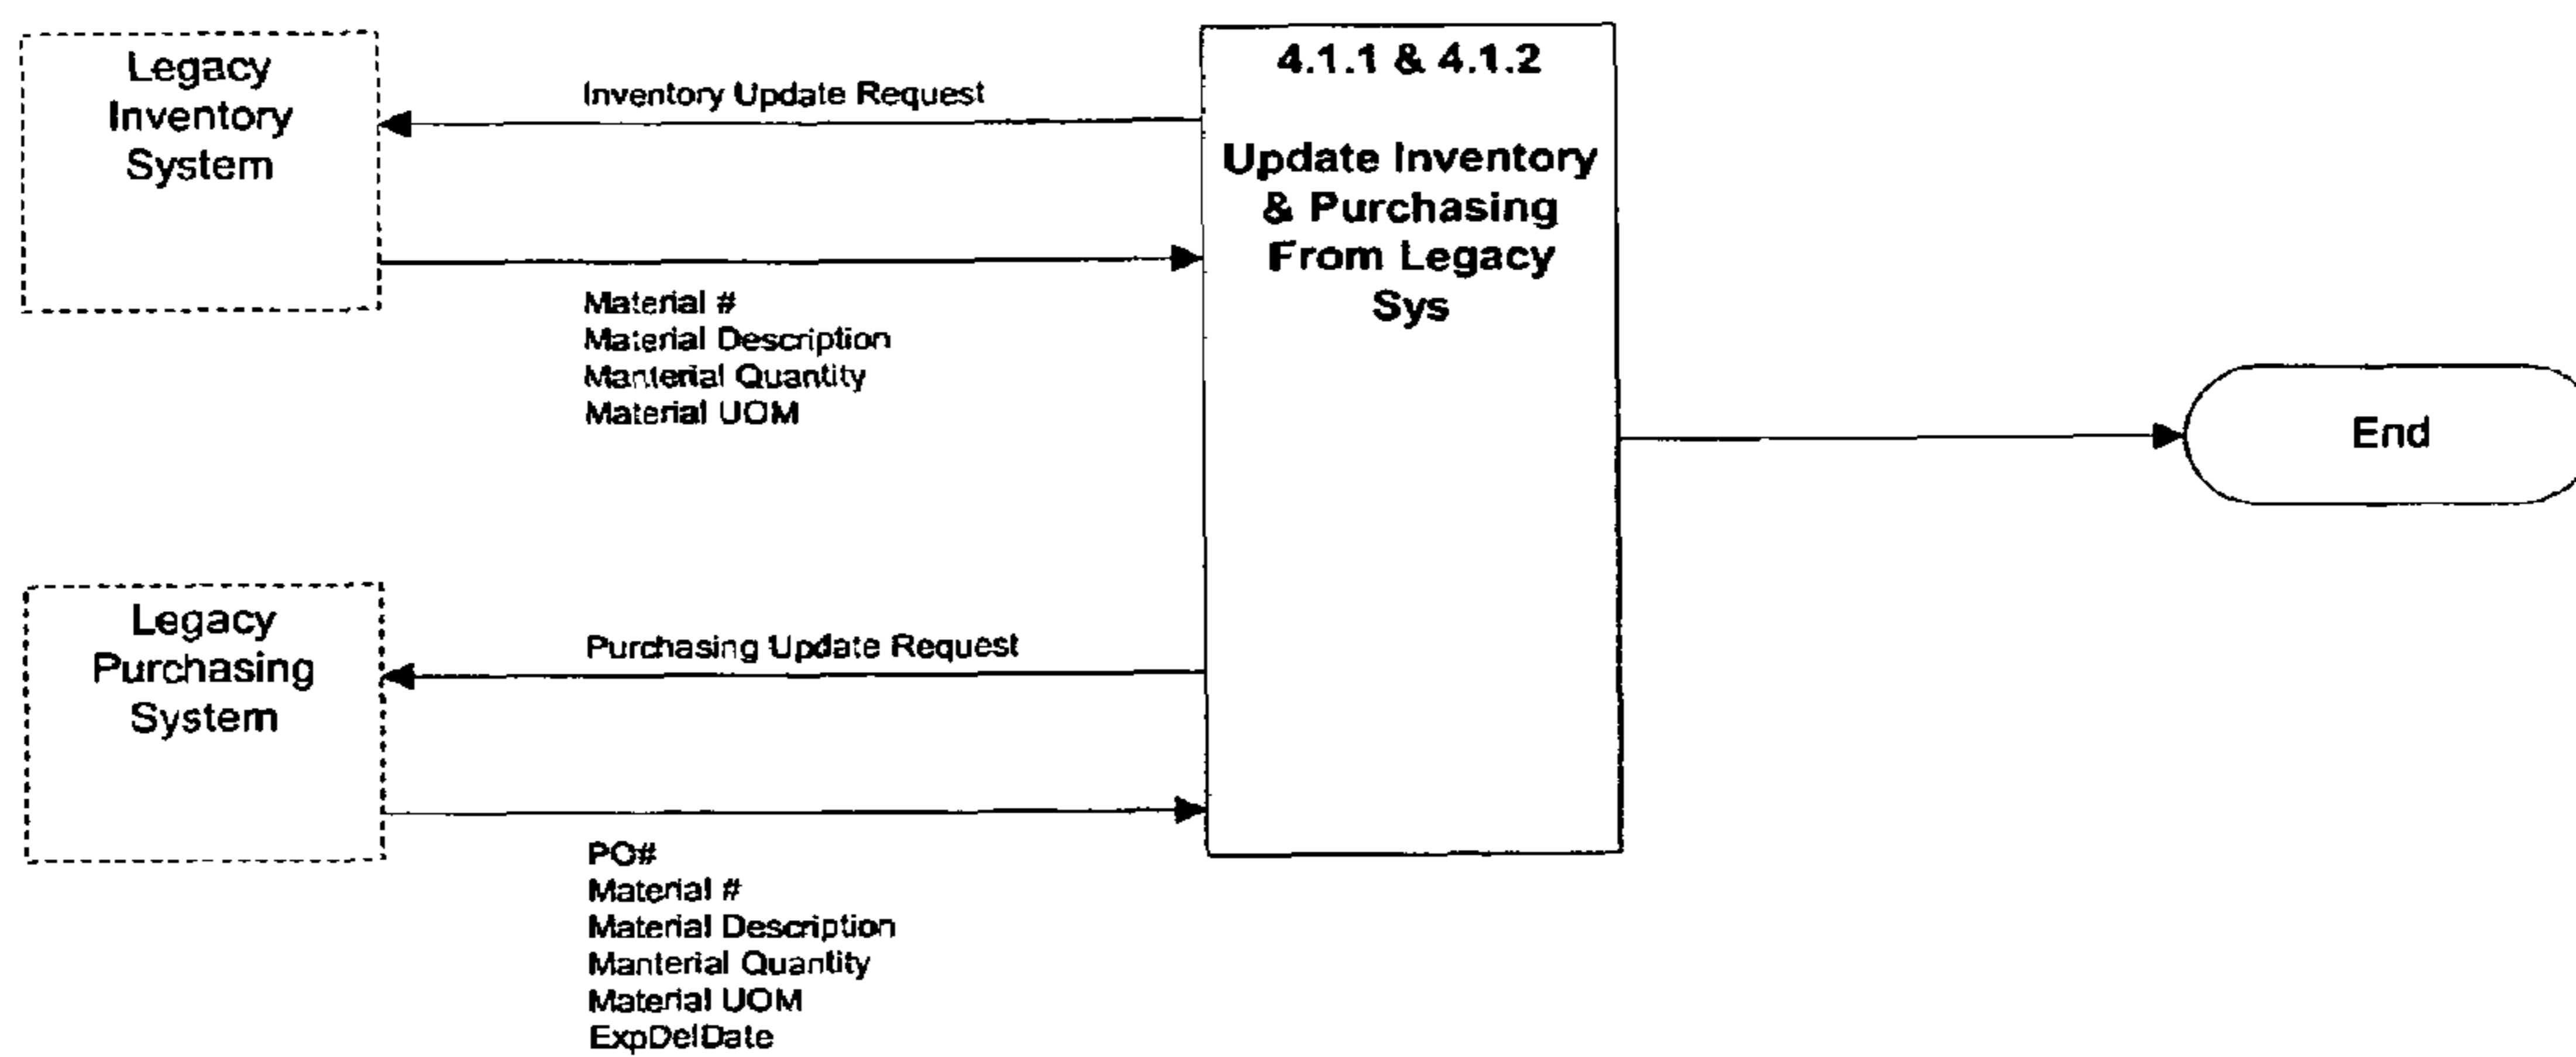 Legacy
Inventory
System
Inventory Update Request
Material #
Material Description
Manterial Quantity
Material UOM
4.1.1 & 4.1.2
Update Inventory
& Purchasing
From Legacy
Sys
End
Legacy
Purchasing
System
Purchasing Update Request
PO#
Material #
Material Description
Manterial Quantity
Material UOM
ExpDelDate